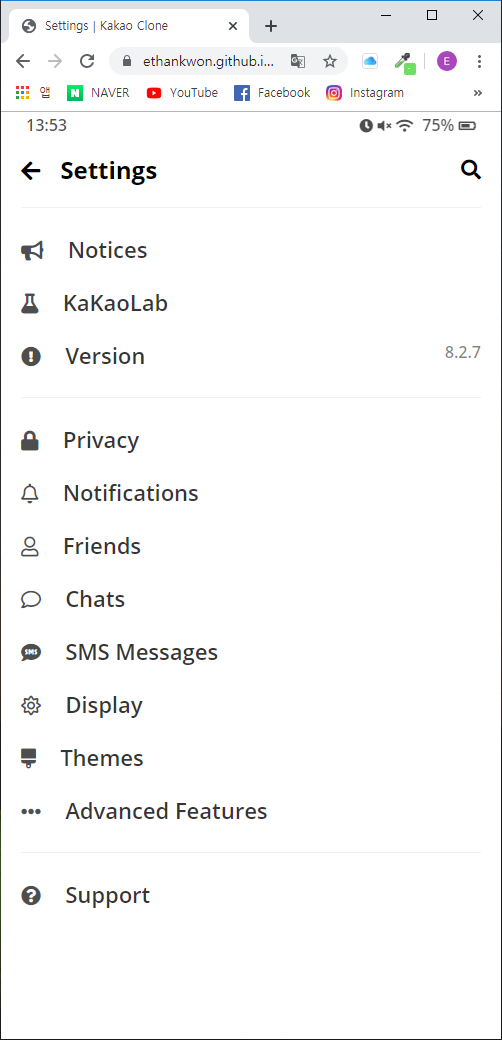 Settings | Kakao Clone
ethankwon.github.i...
E
앱 NAVER YouTube Facebook Instagram »
13:53 75%
Settings
Notices
KaKaoLab
Version 8.2.7
Privacy
Notifications
Friends
Chats
SMS SMS Messages
Display
Themes
Advanced Features
Support